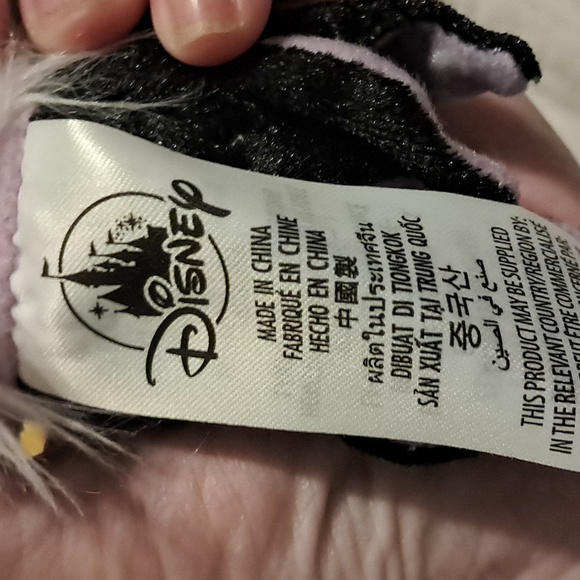 Disney
MADE IN CHINA
FABRIQUÉ EN CHINE
HECHO EN CHINA
中國製
ผลิตในประเทศจีน
DIBUAT DI TIONGKOK
SẢN XUẤT TẠI TRUNG QUỐC
중국산
صنع في الصين
THIS PRODUCT MAY BE SUPPLIED
IN THE RELEVANT COUNTRY/REGION BY: